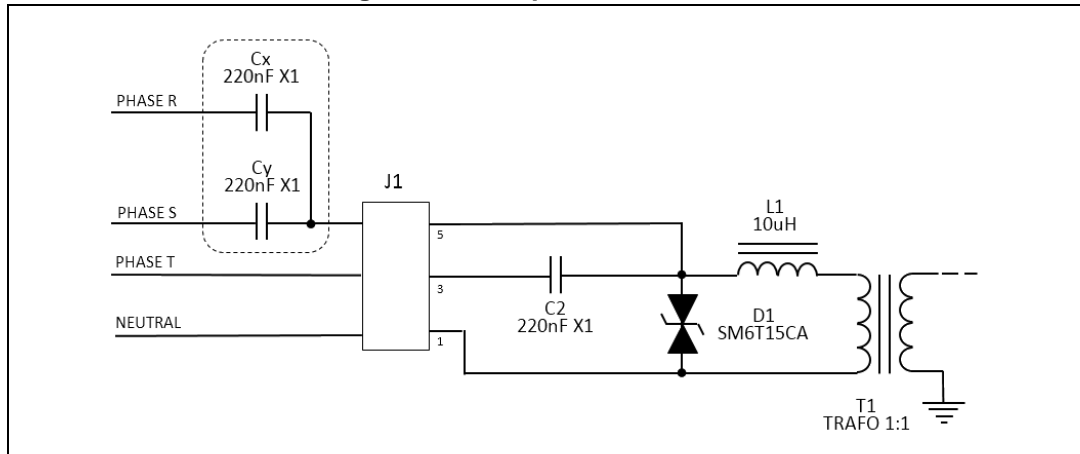 Cx
220nF X1
PHASE R
Cy
220nF X1
J1
PHASE S
5
L1
10uH
PHASE T
3
C2
220nF X1
D1
SM6T15CA
NEUTRAL
1
T1
TRAFO 1:1